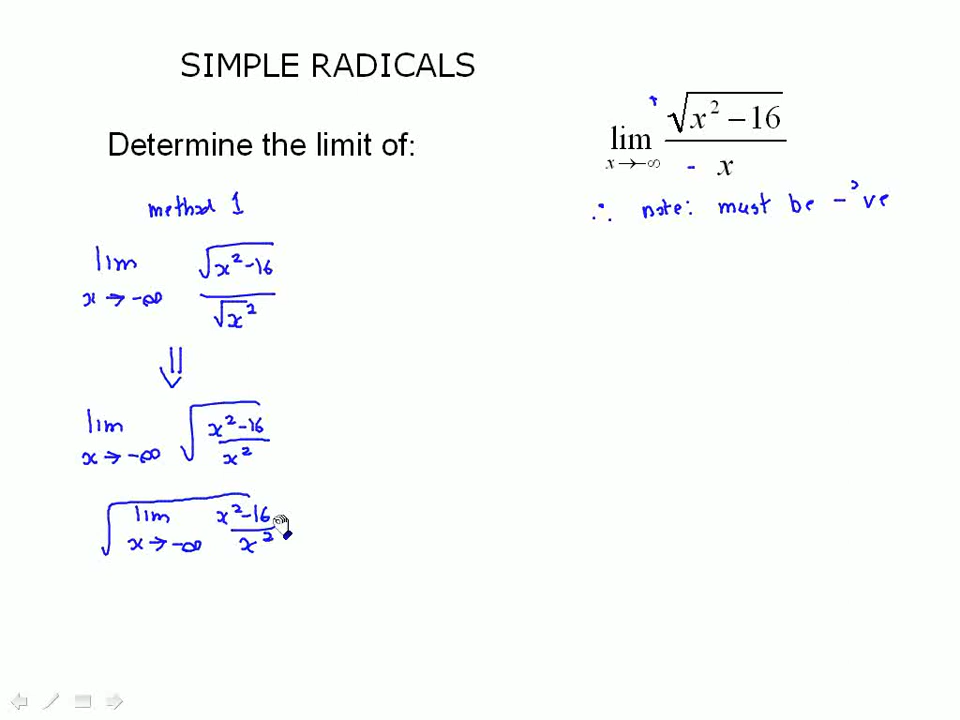 SIMPLE RADICALS
Determine the limit of:
lim x→−∞ √(x² − 16) / x
+
-
∴ note: must be -'ve
method 1
lim x→-∞ √(x²-16) / √x²
⇓
lim x→-∞ √((x²-16)/x²)
√(lim x→-∞ (x²-16)/x²)